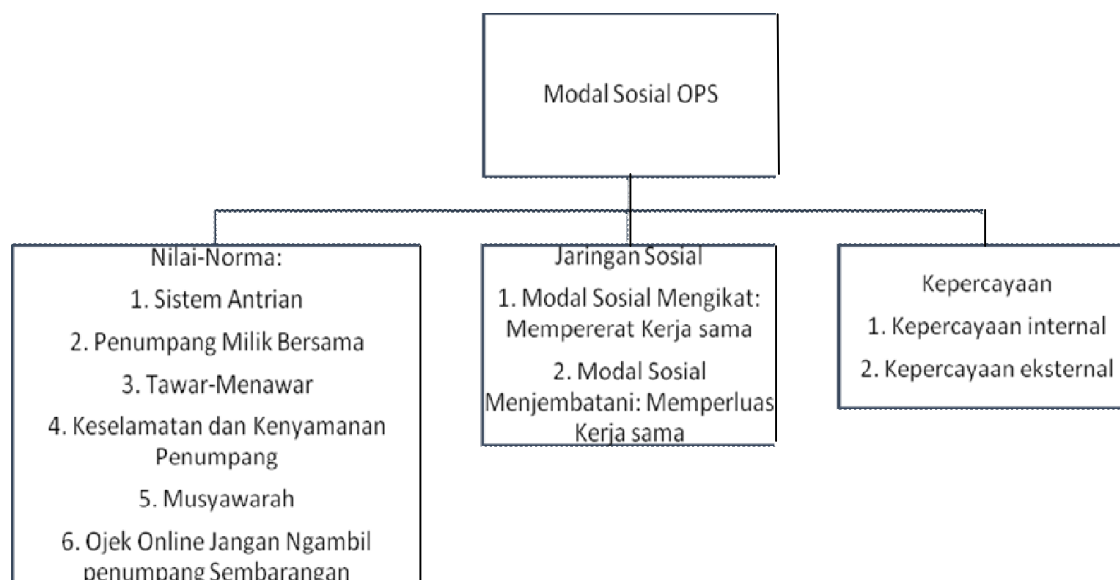 Modal Sosial OPS
Nilai-Norma:
1. Sistem Antrian
2. Penumpang Milik Bersama
3. Tawar-Menawar
4. Keselamatan dan Kenyamanan
Penumpang
5. Musyawarah
6. Ojek Online Jangan Ngambil
penumpang Sembarangan
Jaringan Sosial
1. Modal Sosial Mengikat:
Mempererat Kerja sama
2. Modal Sosial
Menjembatani: Memperluas
Kerja sama
Kepercayaan
1. Kepercayaan internal
2. Kepercayaan eksternal